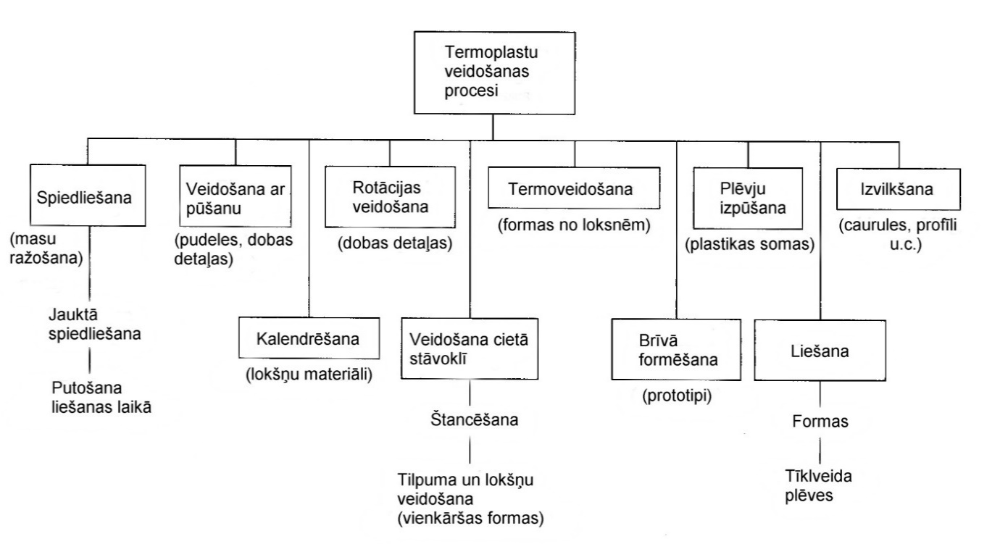 Termoplastu
veidošanas
procesi
Spiedliešana
(masu
ražošana)
Jauktā
spiedliešana
Putošana
liešanas laikā
Veidošana ar
pūšanu
(pudeles, dobas
detaļas)
Kalendrēšana
(lokšņu materiāli)
Rotācijas
veidošana
(dobas detaļas)
Veidošana cietā
stāvoklī
Štancēšana
Tilpuma un lokšņu
veidošana
(vienkāršas formas)
Termoveidošana
(formas no loksnēm)
Brīvā
formēšana
(prototipi)
Plēvju
izpūšana
(plastikas somas)
Liešana
Formas
Tīklveida
plēves
Izvilkšana
(caurules, profīli
u.c.)